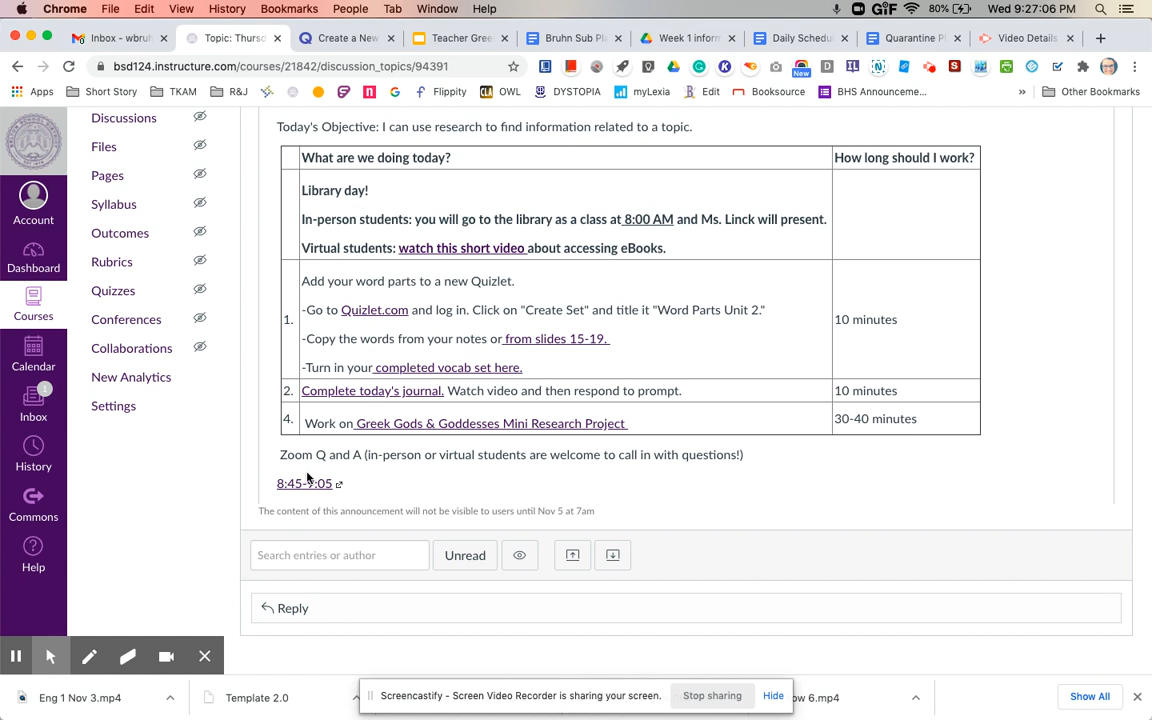 Chrome File Edit View History Bookmarks People Tab Window Help 80% Wed 9:27:06 PM
Inbox - wbruh Topic: Thursd Create a New Teacher Gree Bruhn Sub Pla Week 1 inform Daily Schedu Quarantine Pl Video Details
bsd124.instructure.com/courses/21842/discussion_topics/94391
Apps Short Story TKAM R&J Flippity OWL DYSTOPIA myLexia Edit Booksource BHS Announceme... » Other Bookmarks
Account
Dashboard
Courses
Calendar
Inbox
1
History
Commons
Help
Discussions
Files
Pages
Syllabus
Outcomes
Rubrics
Quizzes
Conferences
Collaborations
New Analytics
Settings
Today's Objective: I can use research to find information related to a topic.
What are we doing today? How long should I work?
Library day!
In-person students: you will go to the library as a class at 8:00 AM and Ms. Linck will present.
Virtual students: watch this short video about accessing eBooks.
Add your word parts to a new Quizlet.
-Go to Quizlet.com and log in. Click on "Create Set" and title it "Word Parts Unit 2."
1. 10 minutes
-Copy the words from your notes or from slides 15-19.
-Turn in your completed vocab set here.
2. Complete today's journal. Watch video and then respond to prompt. 10 minutes
4. Work on Greek Gods & Goddesses Mini Research Project 30-40 minutes
Zoom Q and A (in-person or virtual students are welcome to call in with questions!)
8:45-9:05
The content of this announcement will not be visible to users until Nov 5 at 7am
Search entries or author Unread
Reply
Eng 1 Nov 3.mp4 Template 2.0 Screencastify - Screen Video Recorder is sharing your screen. Stop sharing Hide ow 6.mp4 Show All